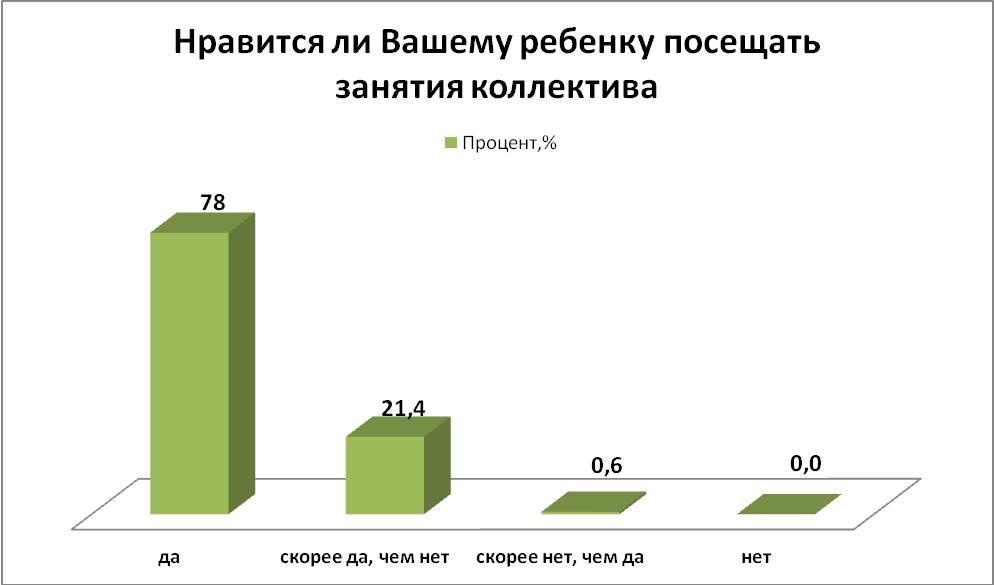 Нравится ли Вашему ребенку посещать
занятия коллектива
Процент,%
78
21,4
0,6
0,0
да
скорее да, чем нет
скорее нет, чем да
нет